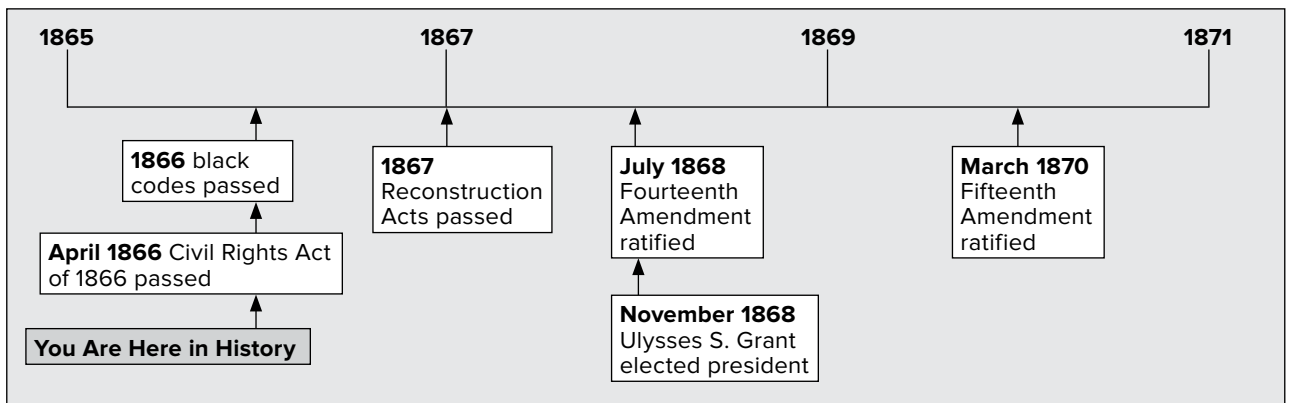 1865 1867 1869 1871
1866 black
codes passed
April 1866 Civil Rights Act
of 1866 passed
You Are Here in History
1867
Reconstruction
Acts passed
July 1868
Fourteenth
Amendment
ratified
November 1868
Ulysses S. Grant
elected president
March 1870
Fifteenth
Amendment
ratified